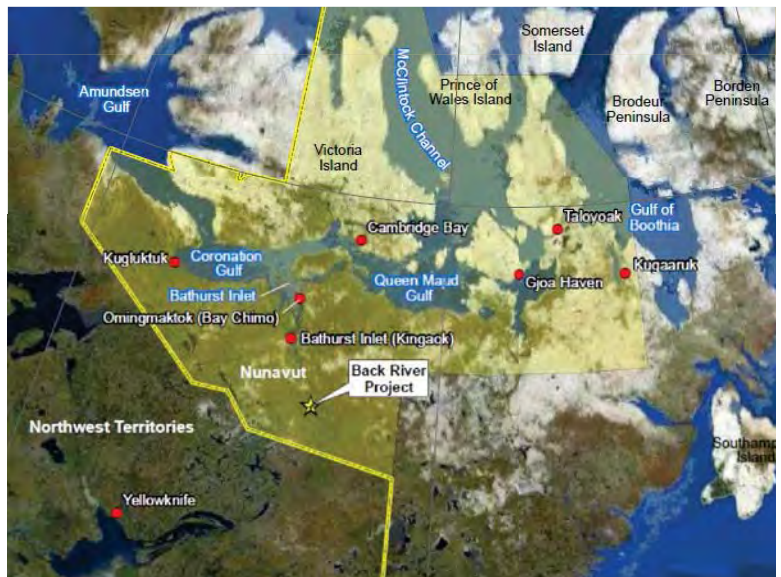 Somerset
Island
Amundsen
Gulf
McClintock Channel
Prince of
Wales Island
Brodeur
Peninsula
Borden
Peninsula
Victoria
Island
Taloyoak
Gulf of
Boothia
Cambridge Bay
Kugluktuk
Coronation
Gulf
Kugaaruk
Gjoa Haven
Queen Maud
Gulf
Bathurst Inlet
Omingmaktok (Bay Chimo)
Bathurst Inlet (Kingaok)
Nunavut
Back River
Project
Northwest Territories
Southamp
Island
Yellowknife